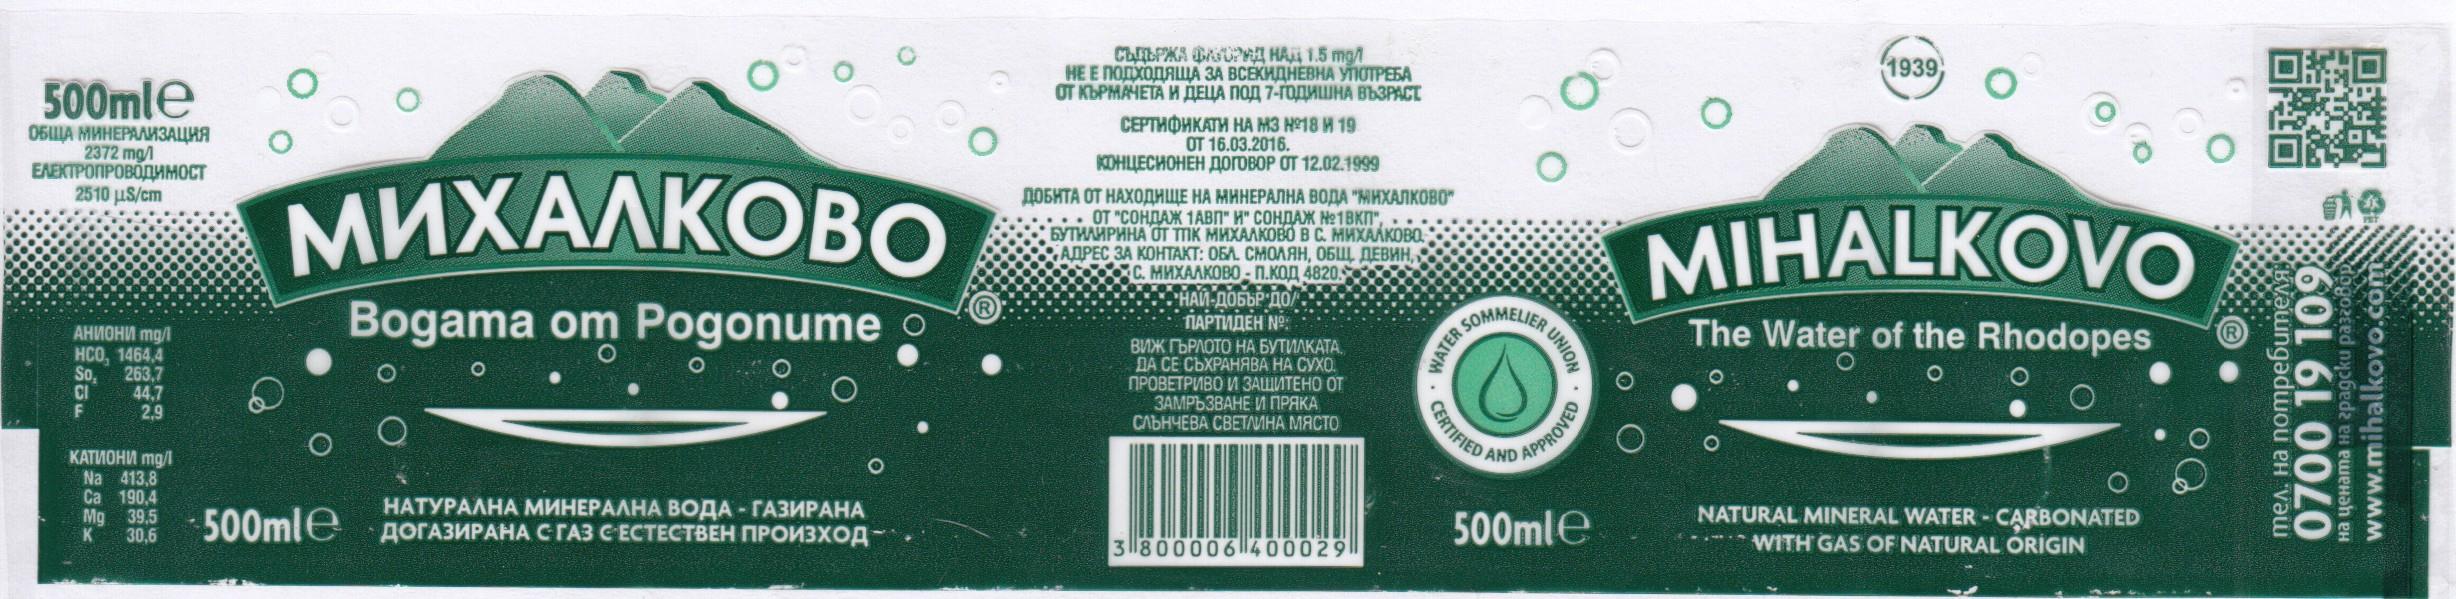 500ml℮
ОБЩА МИНЕРАЛИЗАЦИЯ
2372 mg/l
ЕЛЕКТРОПРОВОДИМОСТ
2510 µS/cm
АНИОНИ mg/l
HCO₃ 1464,4
So₄ 263,7
Cl 44,7
F 2,9
КАТИОНИ mg/l
Na 413,8
Ca 190,4
Mg 39,5
K 30,6
МИХАЛКОВО
®
Водата от Родопите
500ml℮
НАТУРАЛНА МИНЕРАЛНА ВОДА - ГАЗИРАНА
ДОГАЗИРАНА С ГАЗ С ЕСТЕСТВЕН ПРОИЗХОД
СЪДЪРЖА ФЛУОРИД НАД 1.5 mg/l
НЕ Е ПОДХОДЯЩА ЗА ВСЕКИДНЕВНА УПОТРЕБА
ОТ КЪРМАЧЕТА И ДЕЦА ПОД 7-ГОДИШНА ВЪЗРАСТ.
СЕРТИФИКАТИ НА МЗ №18 И 19
ОТ 16.03.2016.
КОНЦЕСИОНЕН ДОГОВОР ОТ 12.02.1999
ДОБИТА ОТ НАХОДИЩЕ НА МИНЕРАЛНА ВОДА "МИХАЛКОВО"
ОТ "СОНДАЖ 1АВП" И" СОНДАЖ №1ВКП",
БУТИЛИРИНА ОТ ТПК МИХАЛКОВО В С. МИХАЛКОВО.
АДРЕС ЗА КОНТАКТ: ОБЛ. СМОЛЯН, ОБЩ. ДЕВИН,
С. МИХАЛКОВО - П.КОД 4820.
НАЙ-ДОБЪР ДО/
ПАРТИДЕН №:
ВИЖ ГЪРЛОТО НА БУТИЛКАТА.
ДА СЕ СЪХРАНЯВА НА СУХО.
ПРОВЕТРИВО И ЗАЩИТЕНО ОТ
ЗАМРЪЗВАНЕ И ПРЯКА
СЛЪНЧЕВА СВЕТЛИНА МЯСТО
3 800006 400029
WATER SOMMELIER UNION
CERTIFIED AND APPROVED
1939
MIHALKOVO
®
The Water of the Rhodopes
500ml℮
NATURAL MINERAL WATER - CARBONATED
WITH GAS OF NATURAL ORIGIN
PET
тел. на потребителя:
0700 19 109
на цената на градски разговор
www.mihalkovo.com